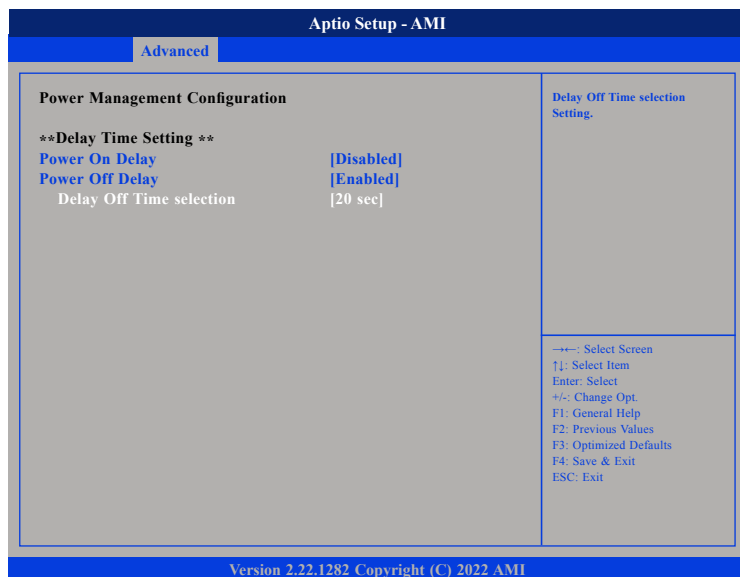 Aptio Setup - AMI
Advanced
Power Management Configuration
**Delay Time Setting **
Power On Delay [Disabled]
Power Off Delay [Enabled]
Delay Off Time selection [20 sec]
Delay Off Time selection
Setting.
→←: Select Screen
↑↓: Select Item
Enter: Select
+/-: Change Opt.
F1: General Help
F2: Previous Values
F3: Optimized Defaults
F4: Save & Exit
ESC: Exit
Version 2.22.1282 Copyright (C) 2022 AMI